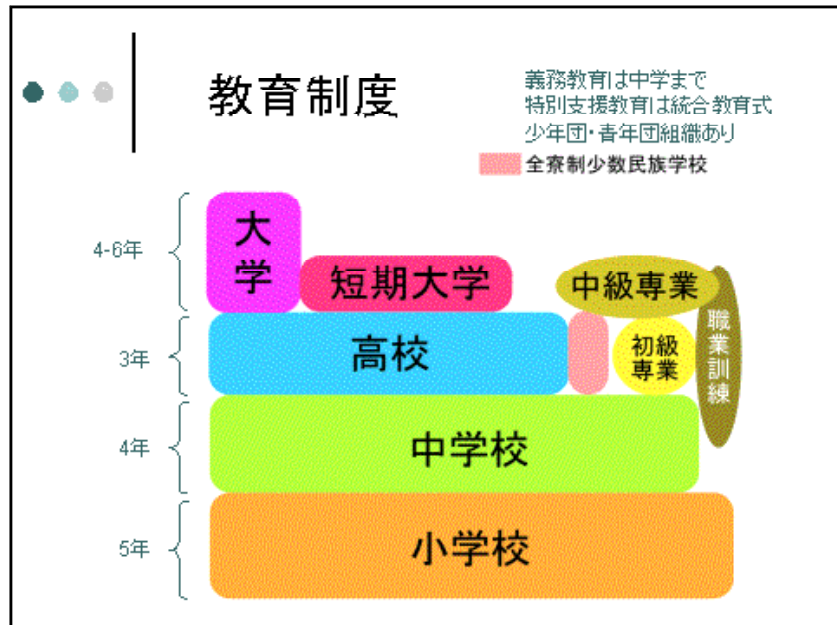 教育制度
義務教育は中学まで
特別支援教育は統合教育式
少年団・青年団組織あり
全寮制少数民族学校
4-6年
大学
短期大学
中級専業
3年
高校
初級
専業
職業訓練
4年
中学校
5年
小学校